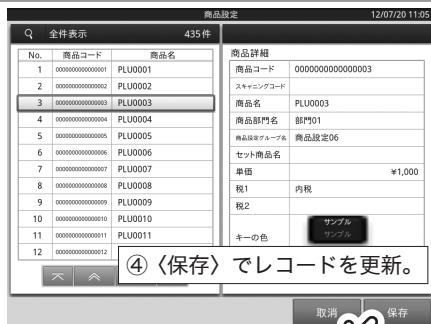 商品設定 12/07/20 11:05
全件表示 435件
No. 商品コード 商品名
1 0000000000000001 PLU0001
2 0000000000000002 PLU0002
3 0000000000000003 PLU0003
4 0000000000000004 PLU0004
5 0000000000000005 PLU0005
6 0000000000000006 PLU0006
7 0000000000000007 PLU0007
8 0000000000000008 PLU0008
9 0000000000000009 PLU0009
10 0000000000000010 PLU0010
11 0000000000000011 PLU0011
12 0000000000000012
商品詳細
商品コード 0000000000000003
スキャニングコード
商品名 PLU0003
商品部門名 部門01
商品設定グループ名 商品設定06
セット商品名
単価 ¥1,000
税1 内税
税2
キーの色 サンプル
サンプル
④〈保存〉でレコードを更新。
取消 保存